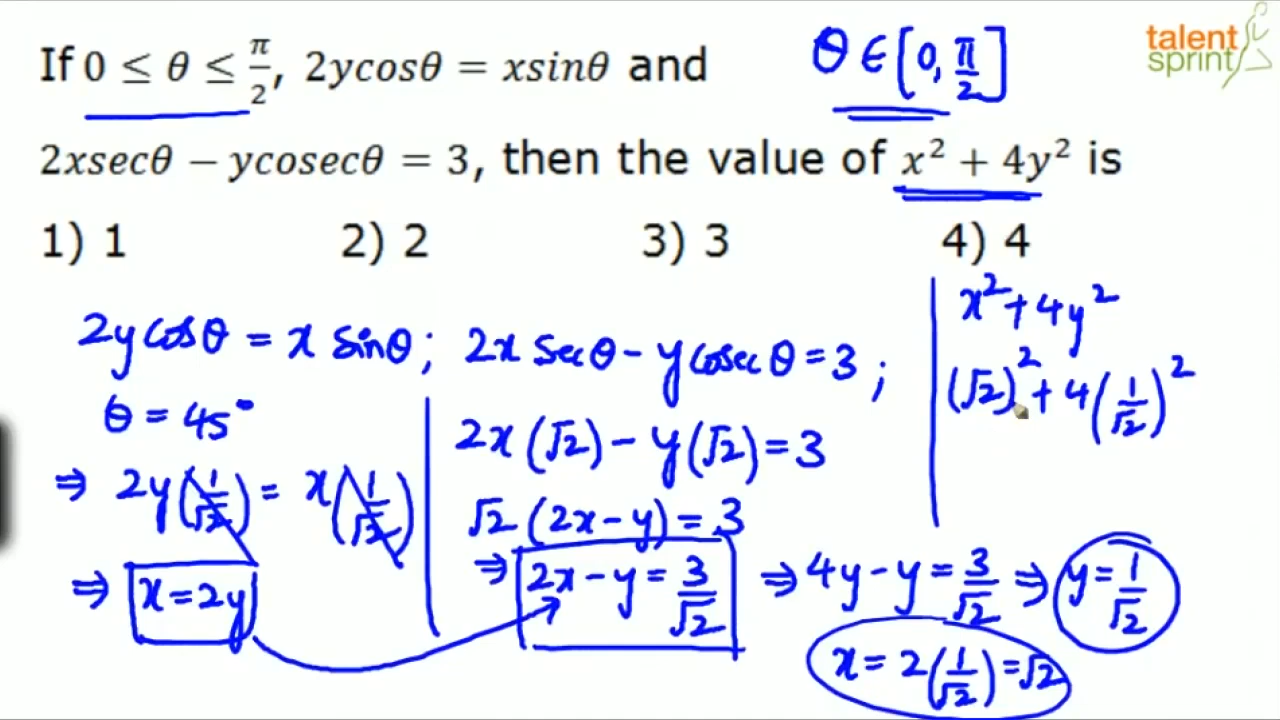 If 0 ≤ θ ≤ π/2, 2ycosθ = xsinθ and
θ ∈ [0, π/2]
talent
sprint
2xsecθ − ycosecθ = 3, then the value of x² + 4y² is
1) 1 2) 2 3) 3 4) 4
2y cosθ = x sinθ ; 2x secθ − y cosec θ = 3 ;
θ = 45°
⇒ 2y(1/√2) = x(1/√2)
⇒ x = 2y
2x(√2) − y(√2) = 3
√2 (2x − y) = 3
⇒ 2x − y = 3/√2 ⇒ 4y − y = 3/√2 ⇒ y = 1/√2
x = 2(1/√2) = √2
x² + 4y²
(√2)² + 4(1/√2)²